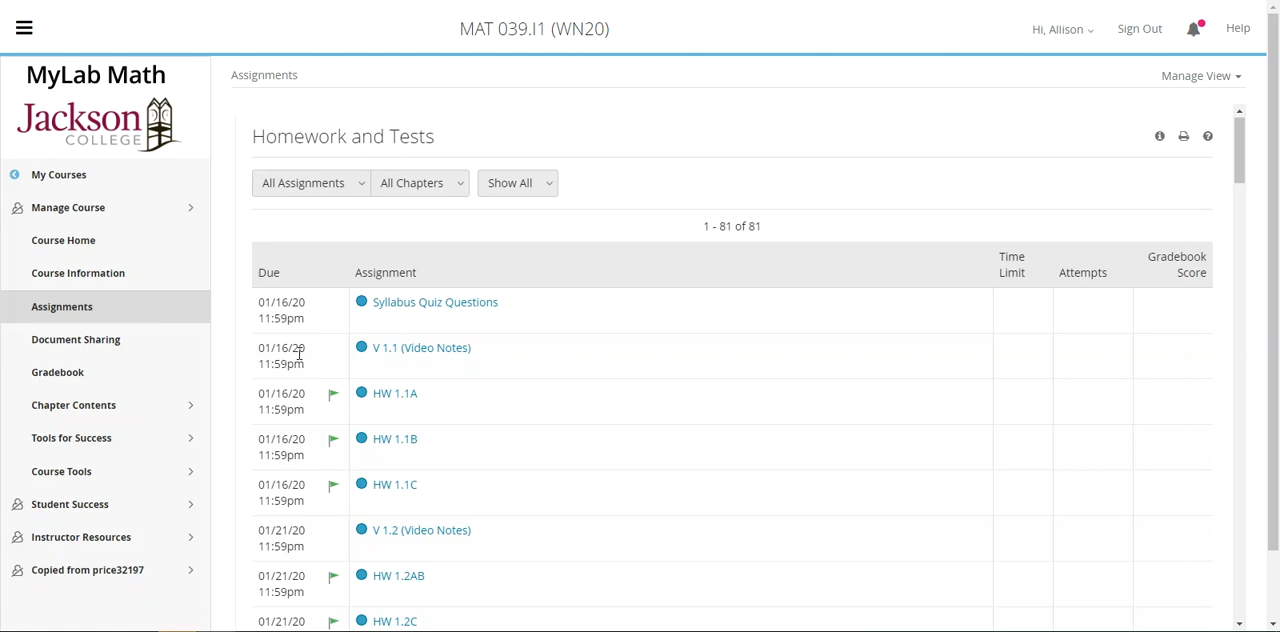 MAT 039.I1 (WN20)
Hi, Allison
Sign Out
Help
MyLab Math
Jackson
COLLEGE
My Courses
Manage Course
Course Home
Course Information
Assignments
Document Sharing
Gradebook
Chapter Contents
Tools for Success
Course Tools
Student Success
Instructor Resources
Copied from price32197
Assignments
Manage View
Homework and Tests
All Assignments
All Chapters
Show All
1 - 81 of 81
Due
Assignment
Time
Limit
Attempts
Gradebook
Score
01/16/20
11:59pm
Syllabus Quiz Questions
01/16/20
11:59pm
V 1.1 (Video Notes)
01/16/20
11:59pm
HW 1.1A
01/16/20
11:59pm
HW 1.1B
01/16/20
11:59pm
HW 1.1C
01/21/20
11:59pm
V 1.2 (Video Notes)
01/21/20
11:59pm
HW 1.2AB
01/21/20
HW 1.2C